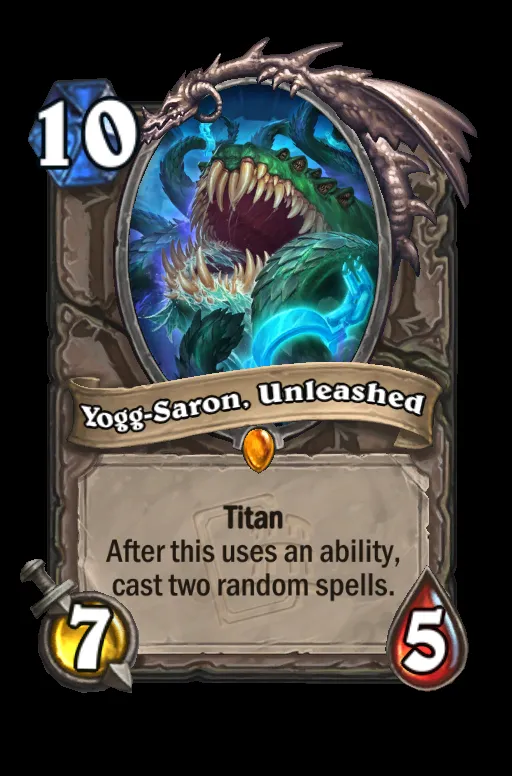 10
Yogg-Saron, Unleashed
Titan
After this uses an ability,
cast two random spells.
7
5